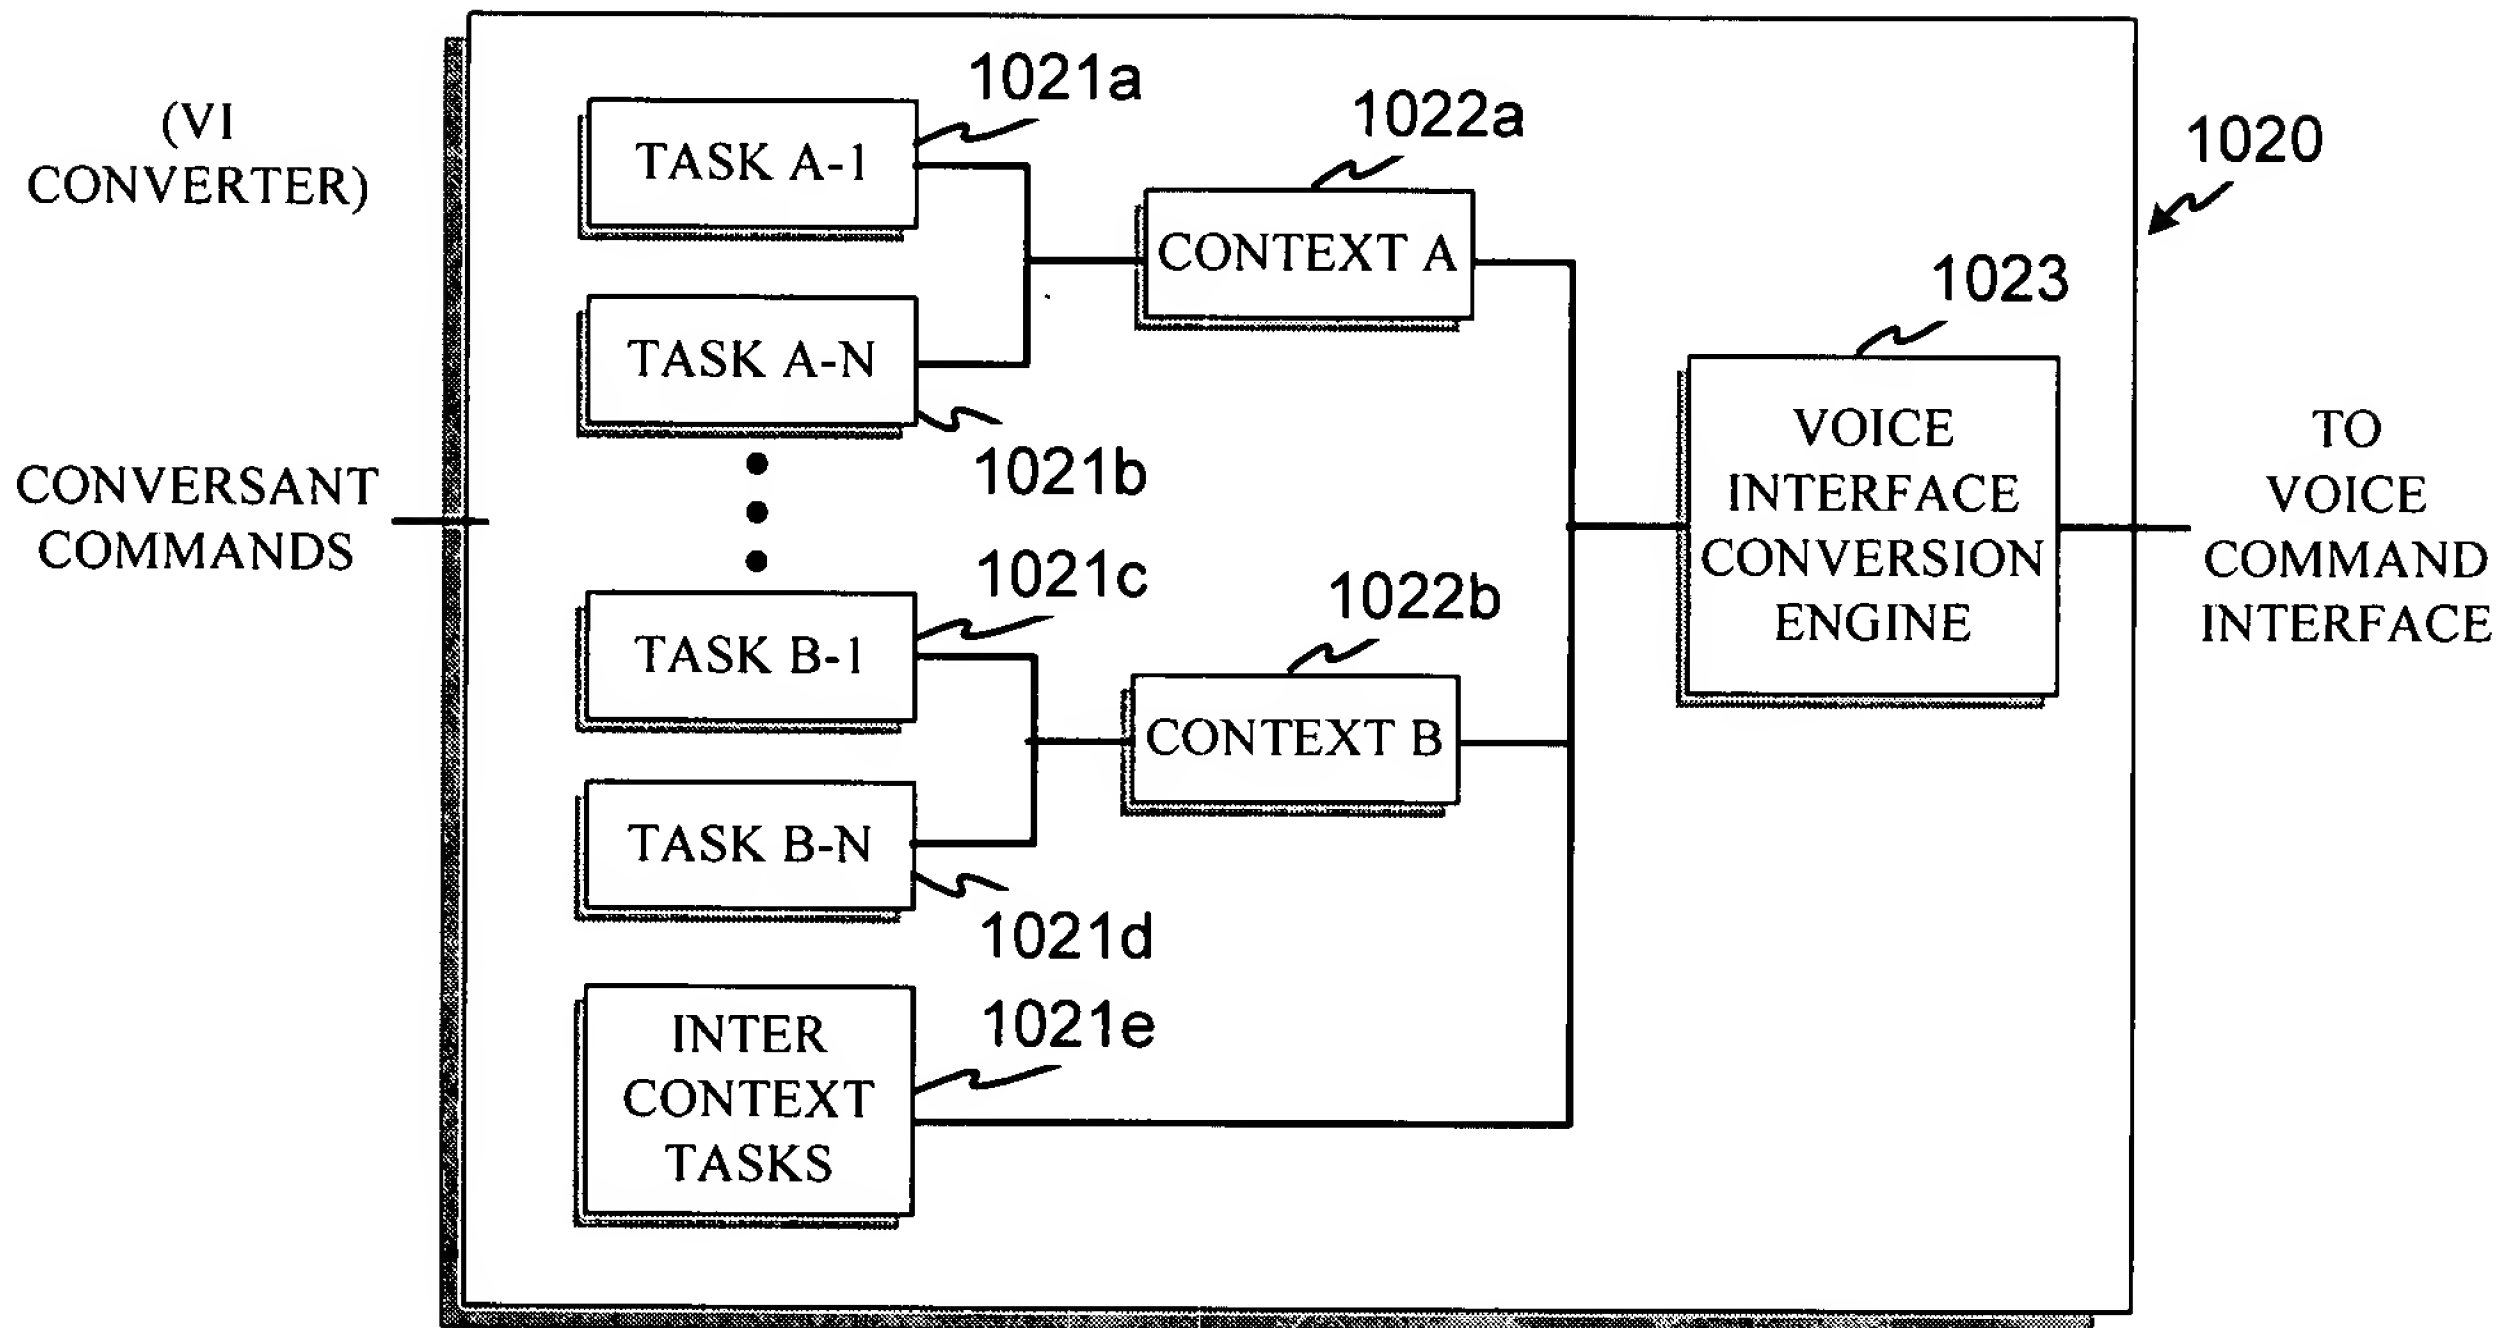 (VI
CONVERTER)
CONVERSANT
COMMANDS
1021a
TASK A-1
1022a
CONTEXT A
TASK A-N
1021b
1021c
TASK B-1
1022b
CONTEXT B
TASK B-N
1021d
1021e
INTER
CONTEXT
TASKS
1023
VOICE
INTERFACE
CONVERSION
ENGINE
1020
TO
VOICE
COMMAND
INTERFACE